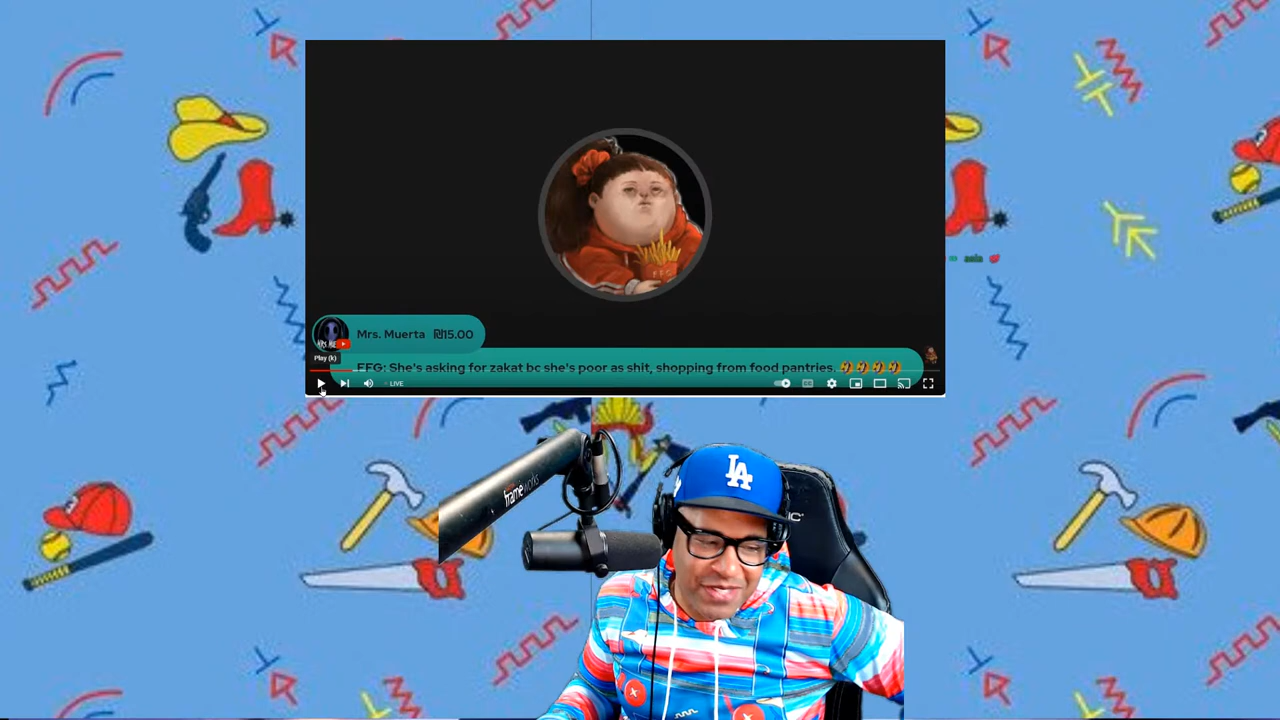 Mrs. Muerta ₪15.00
Play (k)
FFG: She's asking for zakat bc she's poor as shit, shopping from food pantries. 🤣🤣🤣🤣
LIVE
frameworks
LA